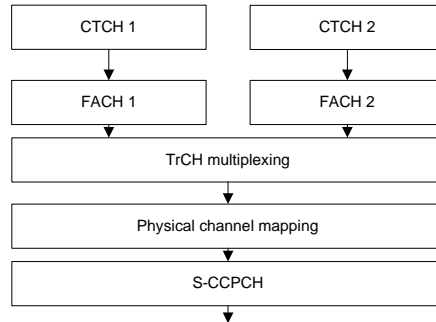 CTCH 1
CTCH 2
FACH 1
FACH 2
TrCH multiplexing
Physical channel mapping
S-CCPCH